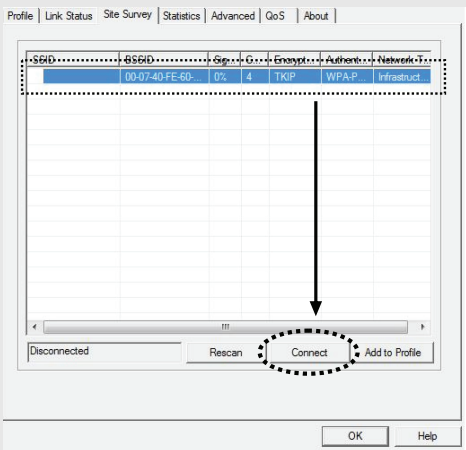 Profile Link Status Site Survey Statistics Advanced QoS About
SSID BSSID Sig... C... Encrypt... Authent... Network T...
00-07-40-FE-60-... 0% 4 TKIP WPA-P... Infrastruct...
Disconnected Rescan Connect Add to Profile
OK Help